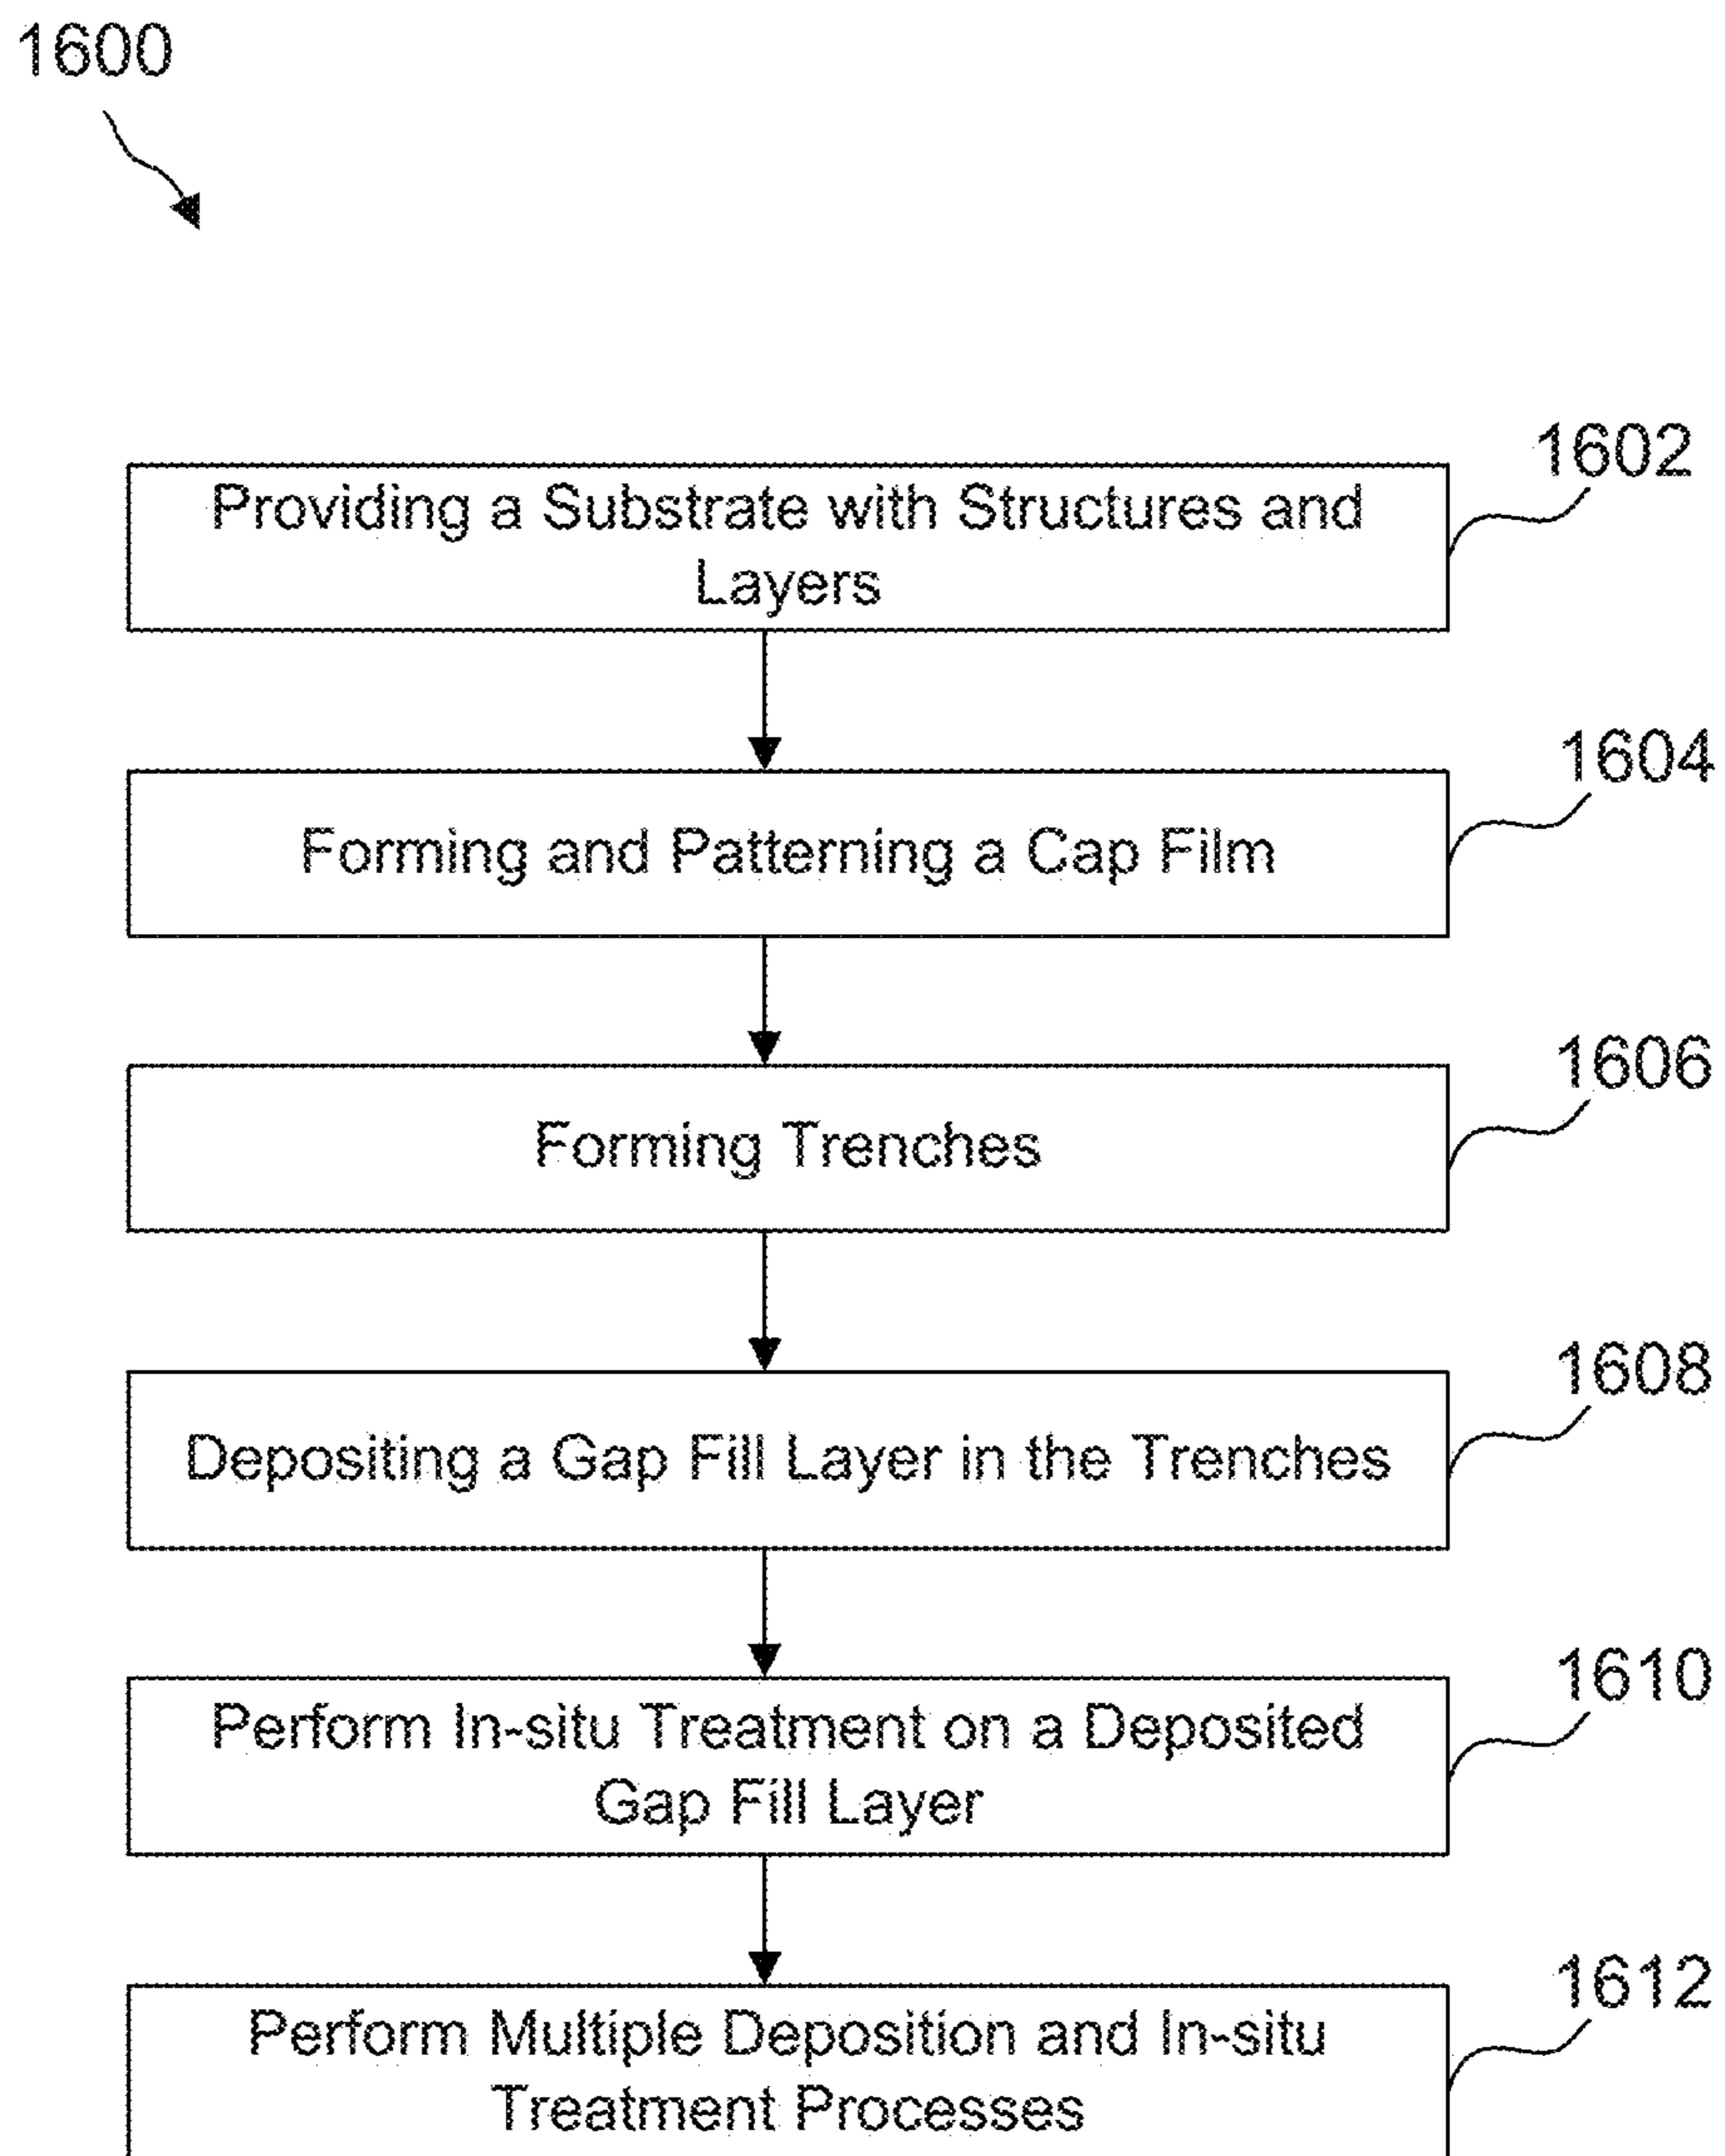 1600
1602
Providing a Substrate with Structures and
Layers
1604
Forming and Patterning a Cap Film
1606
Forming Trenches
1608
Depositing a Gap Fill Layer in the Trenches
1610
Perform In-situ Treatment on a Deposited
Gap Fill Layer
1612
Perform Multiple Deposition and In-situ
Treatment Processes